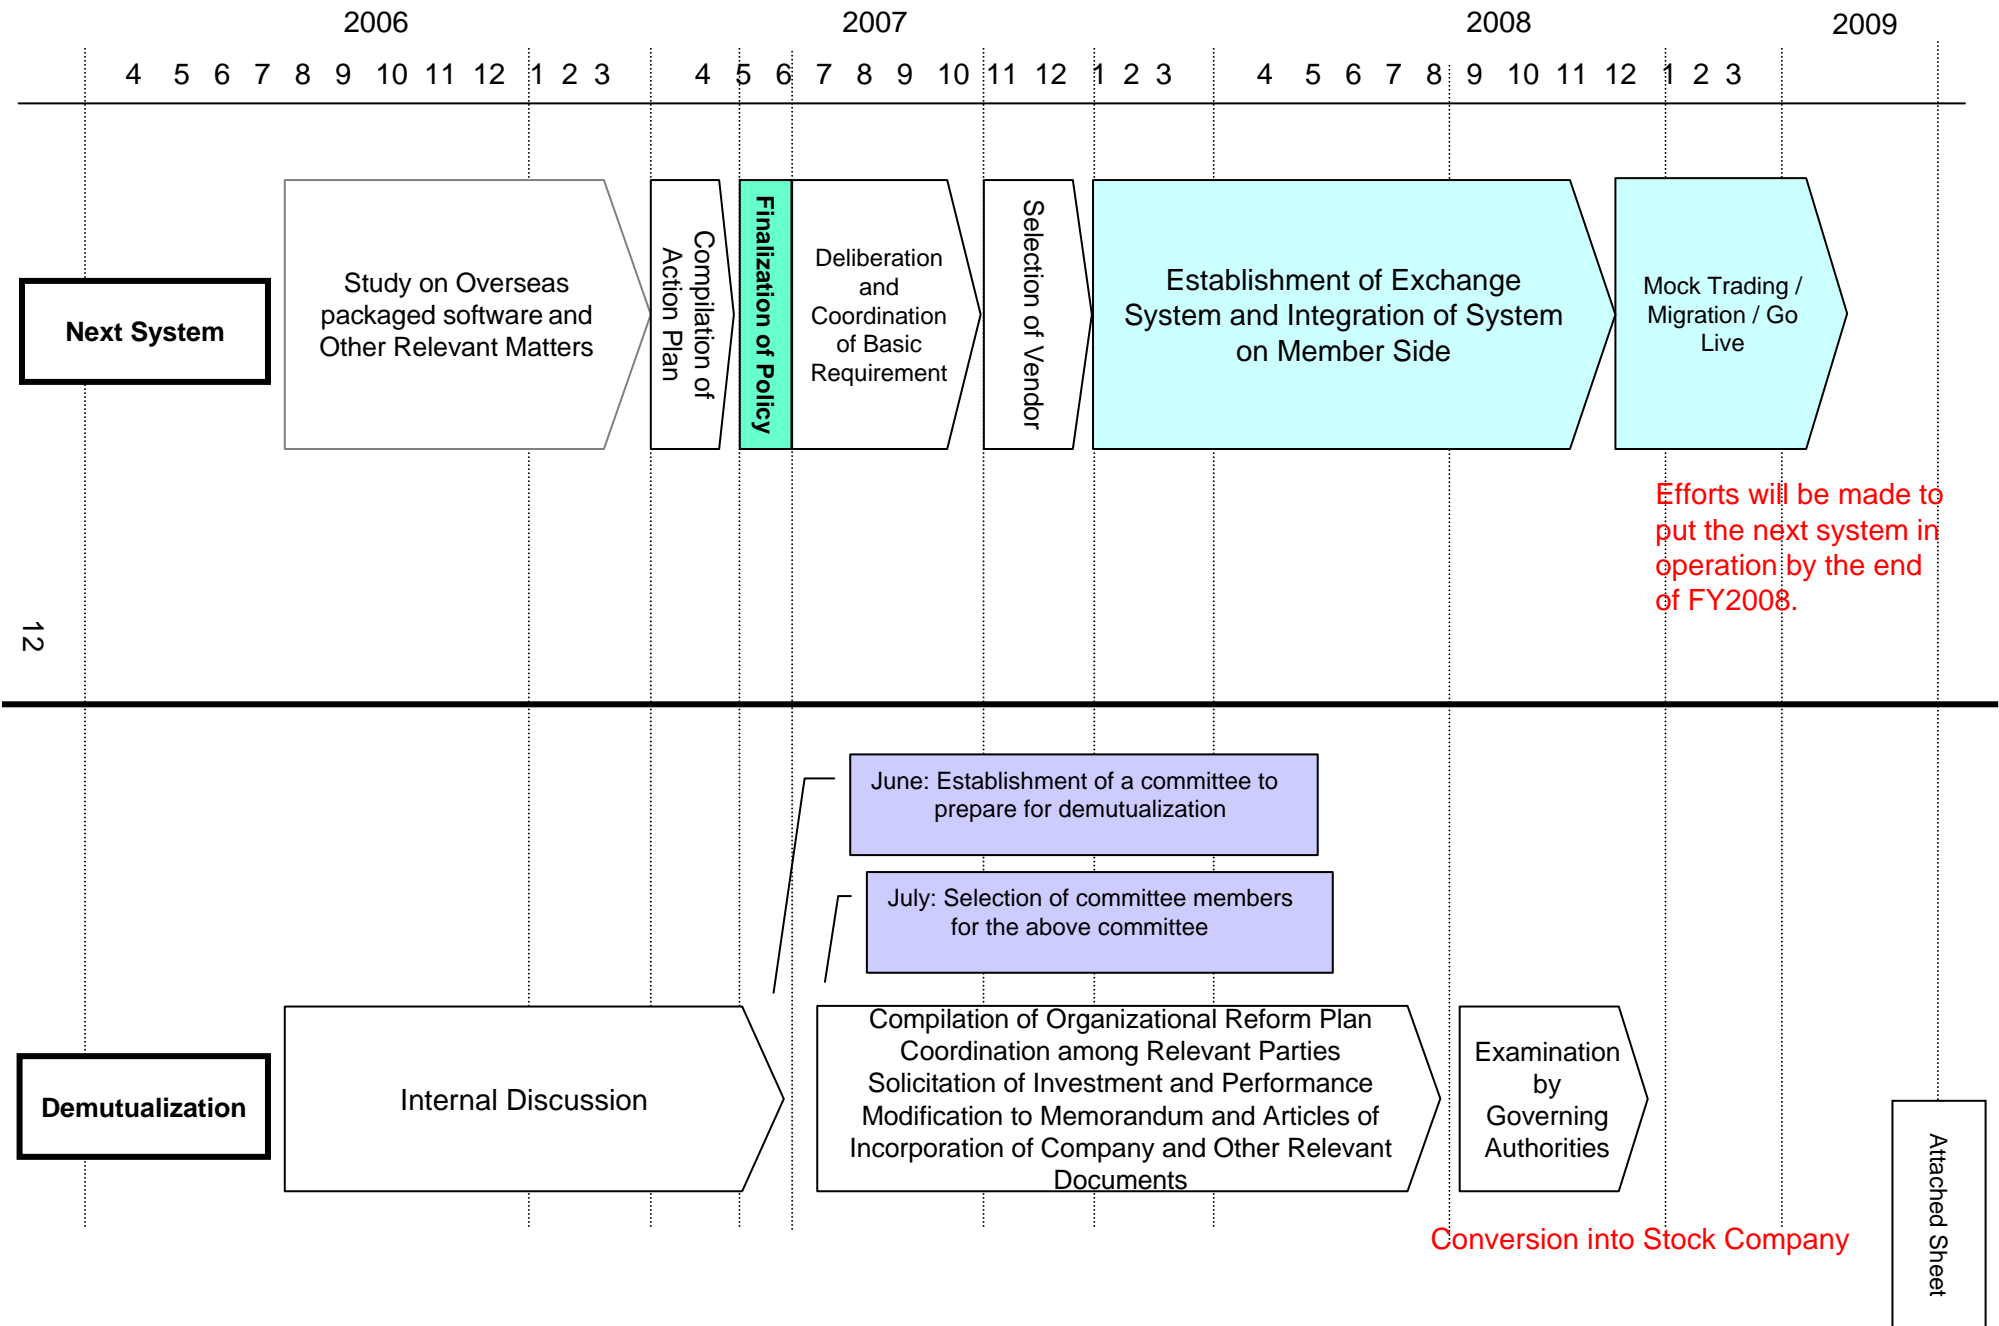 2006 2007 2008 2009
4 5 6 7 8 9 10 11 12 1 2 3 4 5 6 7 8 9 10 11 12 1 2 3 4 5 6 7 8 9 10 11 12 1 2 3
Next System
Study on Overseas
packaged software and
Other Relevant Matters
Compilation of
Action Plan
Finalization of Policy
Deliberation
and
Coordination
of Basic
Requirement
Selection of Vendor
Establishment of Exchange
System and Integration of System
on Member Side
Mock Trading /
Migration / Go
Live
Efforts will be made to
put the next system in
operation by the end
of FY2008.
12
June: Establishment of a committee to
prepare for demutualization
July: Selection of committee members
for the above committee
Demutualization
Internal Discussion
Compilation of Organizational Reform Plan
Coordination among Relevant Parties
Solicitation of Investment and Performance
Modification to Memorandum and Articles of
Incorporation of Company and Other Relevant
Documents
Examination
by
Governing
Authorities
Conversion into Stock Company
Attached Sheet